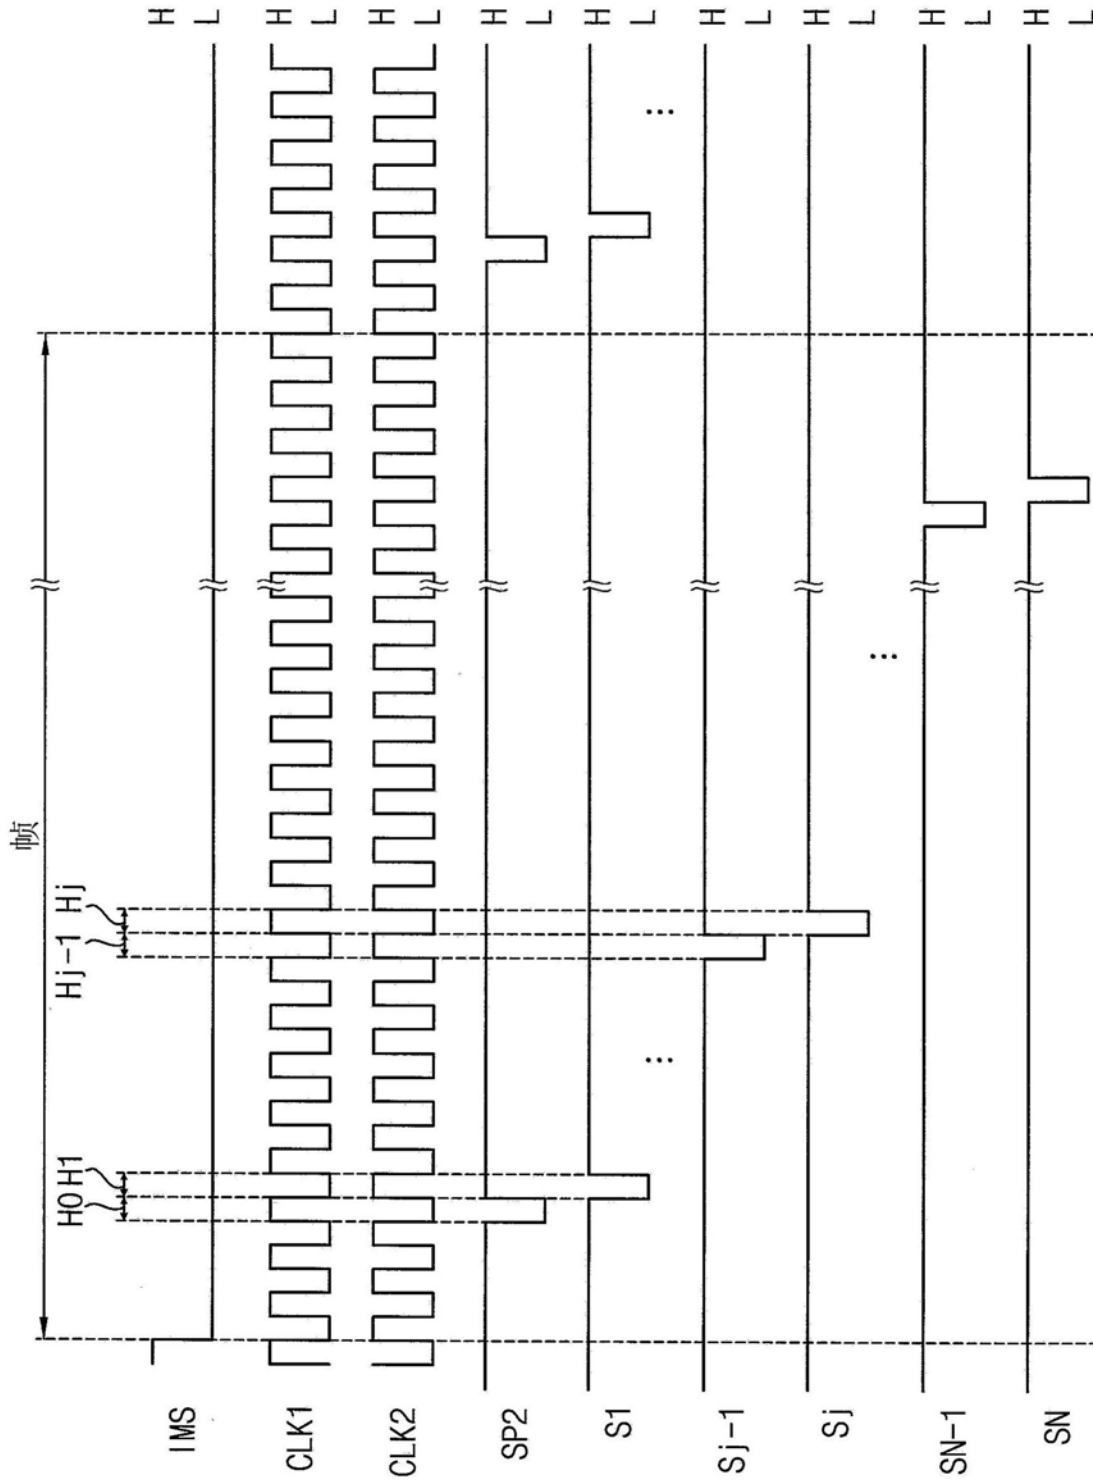 帧
H0 H1
Hj-1 Hj
IMS
H
L
CLK1
H
L
CLK2
H
L
SP2
H
L
S1
...
...
H
L
Sj-1
H
L
Sj
...
H
L
SN-1
H
L
SN
H
L